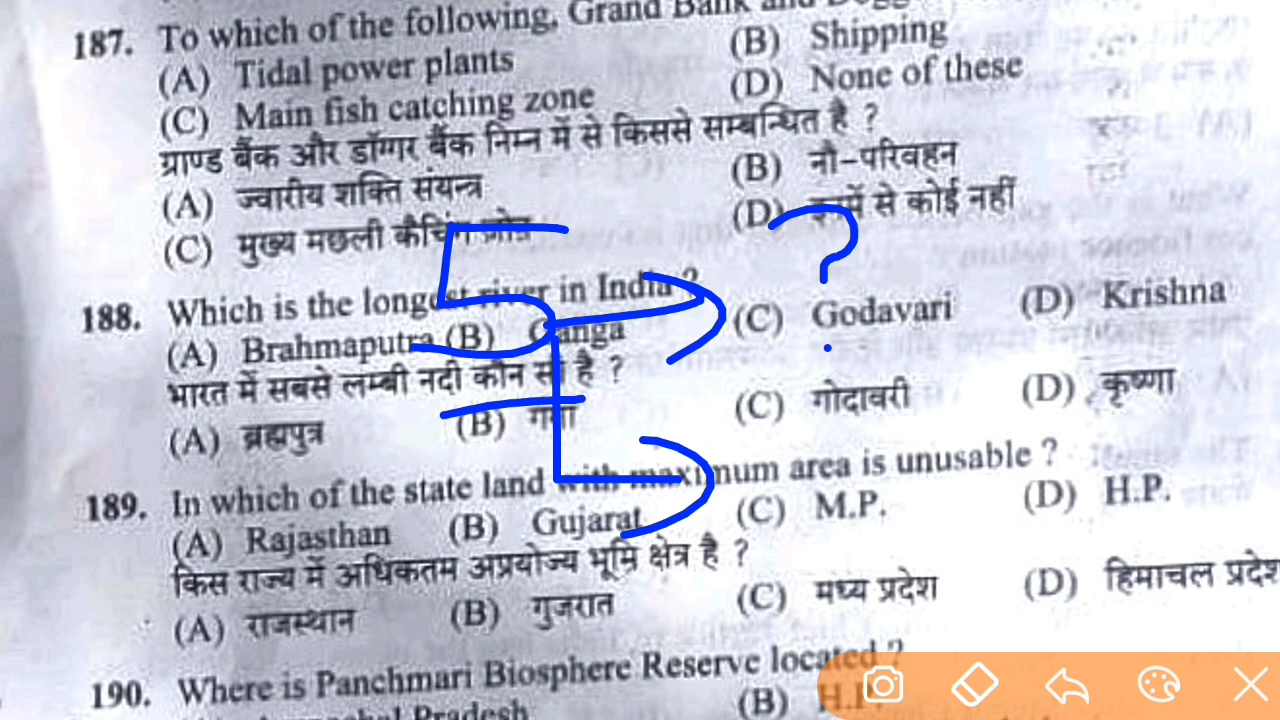 187. To which of the following, Grand Bank and
(A) Tidal power plants (B) Shipping
(C) Main fish catching zone (D) None of these
ग्राण्ड बैंक और डॉग्गर बैंक निम्न में से किससे सम्बन्धित है ?
(A) ज्वारीय शक्ति संयन्त्र (B) नौ-परिवहन
(C) मुख्य मछली कैचिंग जोन (D) इनमें से कोई नहीं
188. Which is the longest river in India ?
(A) Brahmaputra (B) Ganga (C) Godavari (D) Krishna
भारत में सबसे लम्बी नदी कौन सी है ?
(A) ब्रह्मपुत्र (B) गंगा (C) गोदावरी (D) कृष्णा
189. In which of the state land with maximum area is unusable ?
(A) Rajasthan (B) Gujarat (C) M.P. (D) H.P.
किस राज्य में अधिकतम अप्रयोज्य भूमि क्षेत्र है ?
(A) राजस्थान (B) गुजरात (C) मध्य प्रदेश (D) हिमाचल प्रदेश
190. Where is Panchmari Biosphere Reserve located ?
Pradesh (B) H.P.
5 ?